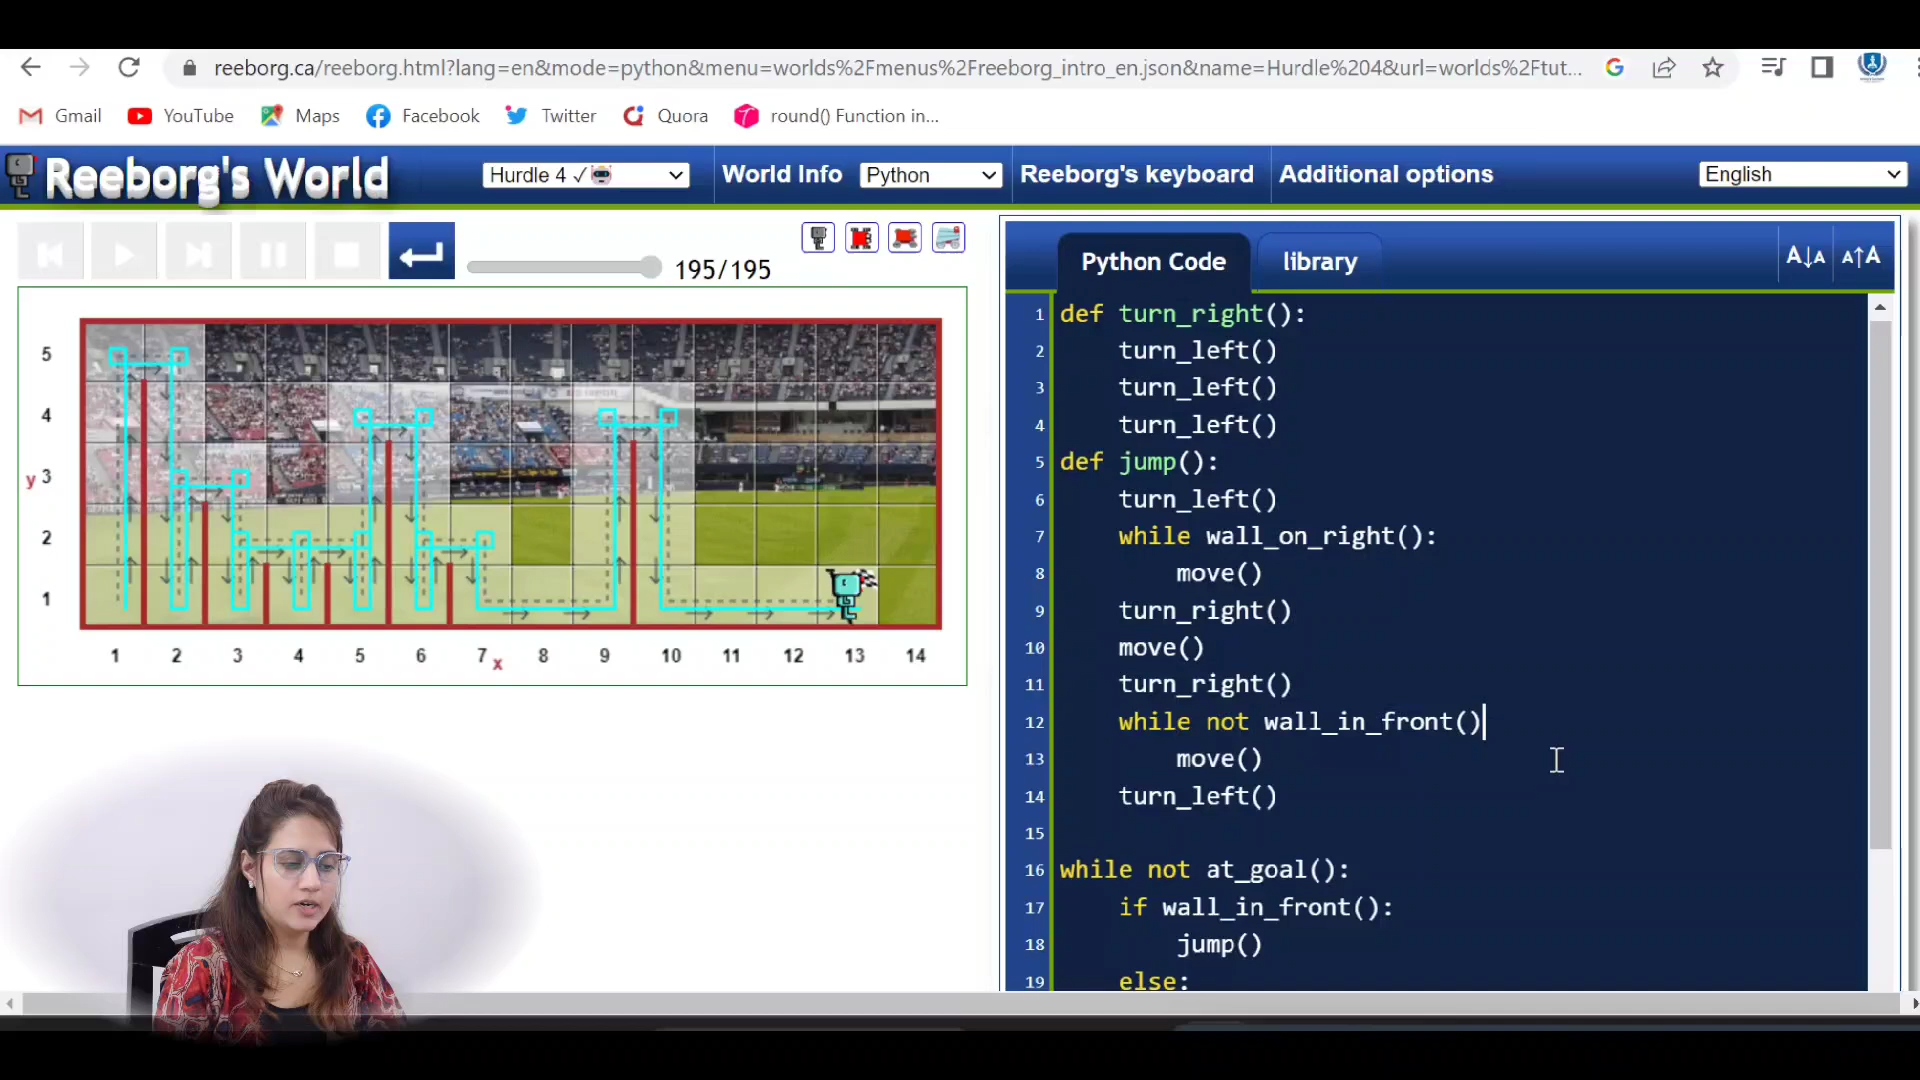 reeborg.ca/reeborg.html?lang=en&mode=python&menu=worlds%2Fmenus%2Freeborg_intro_en.json&name=Hurdle%204&url=worlds%2Ftut...
Gmail YouTube Maps Facebook Twitter Quora round() Function in...
Reeborg's World Hurdle 4 ✓ World Info Python Reeborg's keyboard Additional options English
195/195
Python Code library A↓A A↑A
5
4
y 3
2
1
1 2 3 4 5 6 7 x 8 9 10 11 12 13 14
1 def turn_right():
2 turn_left()
3 turn_left()
4 turn_left()
5 def jump():
6 turn_left()
7 while wall_on_right():
8 move()
9 turn_right()
10 move()
11 turn_right()
12 while not wall_in_front()
13 move()
14 turn_left()
15
16 while not at_goal():
17 if wall_in_front():
18 jump()
19 else: